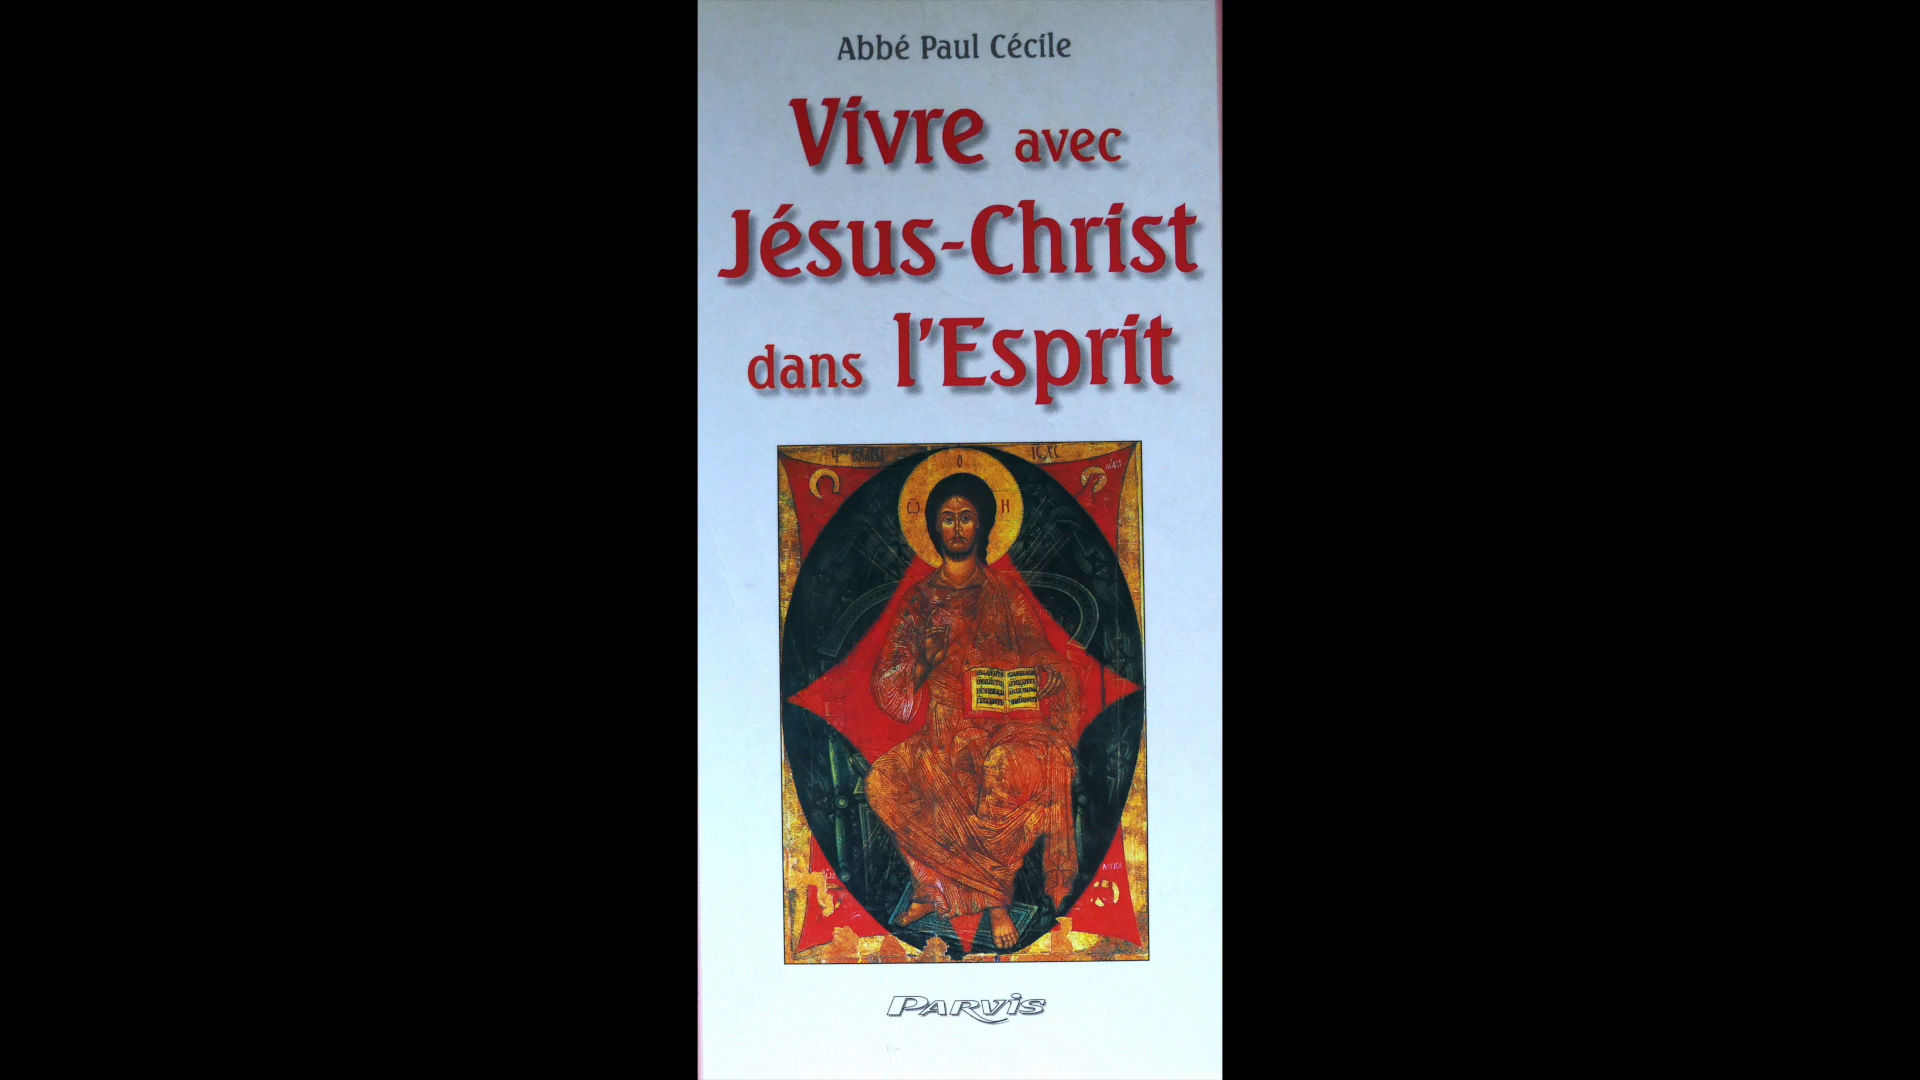 Abbé Paul Cécile
Vivre avec
Jésus-Christ
dans l'Esprit
Ο
Ѿ Н
PARVIS